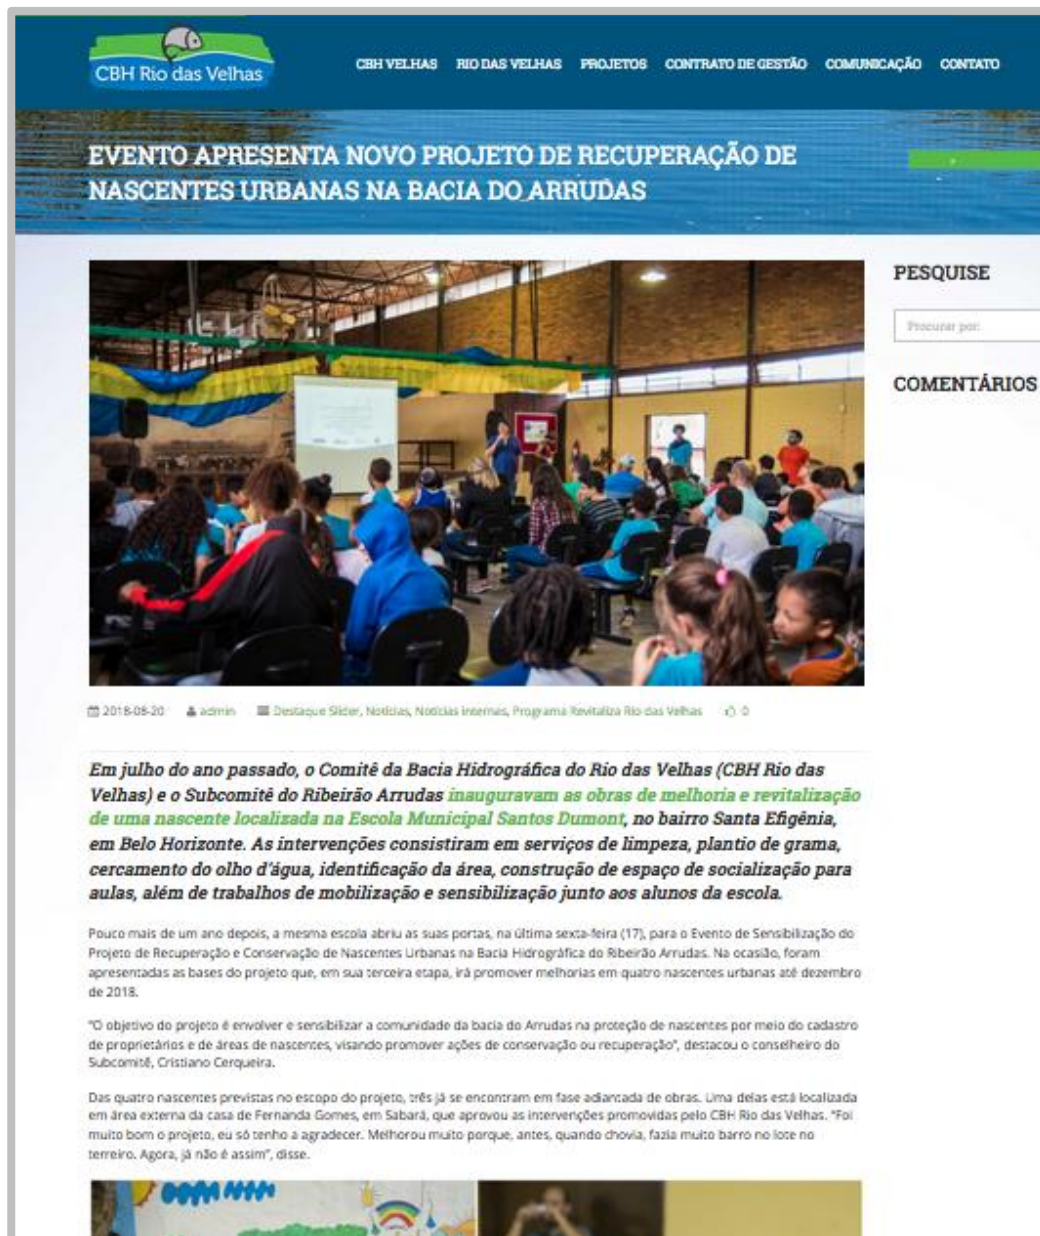 CBH Rio das Velhas
CBH VELHAS RIO DAS VELHAS PROJETOS CONTRATO DE GESTÃO COMUNICAÇÃO CONTATO
EVENTO APRESENTA NOVO PROJETO DE RECUPERAÇÃO DE
NASCENTES URBANAS NA BACIA DO ARRUDAS
PESQUISE
Procurar por:
COMENTÁRIOS
2018-08-20 admin Destaque Slider, Notícias, Notícias internas, Programa Revitaliza Rio das Velhas 0
Em julho do ano passado, o Comitê da Bacia Hidrográfica do Rio das Velhas (CBH Rio das
Velhas) e o Subcomitê do Ribeirão Arrudas inauguravam as obras de melhoria e revitalização
de uma nascente localizada na Escola Municipal Santos Dumont, no bairro Santa Efigênia,
em Belo Horizonte. As intervenções consistiram em serviços de limpeza, plantio de grama,
cercamento do olho d'água, identificação da área, construção de espaço de socialização para
aulas, além de trabalhos de mobilização e sensibilização junto aos alunos da escola.
Pouco mais de um ano depois, a mesma escola abriu as suas portas, na última sexta-feira (17), para o Evento de Sensibilização do
Projeto de Recuperação e Conservação de Nascentes Urbanas na Bacia Hidrográfica do Ribeirão Arrudas. Na ocasião, foram
apresentadas as bases do projeto que, em sua terceira etapa, irá promover melhorias em quatro nascentes urbanas até dezembro
de 2018.
"O objetivo do projeto é envolver e sensibilizar a comunidade da bacia do Arrudas na proteção de nascentes por meio do cadastro
de proprietários e de áreas de nascentes, visando promover ações de conservação ou recuperação", destacou o conselheiro do
Subcomitê, Cristiano Cerqueira.
Das quatro nascentes previstas no escopo do projeto, três já se encontram em fase adiantada de obras. Uma delas está localizada
em área externa da casa de Fernanda Gomes, em Sabará, que aprovou as intervenções promovidas pelo CBH Rio das Velhas. "Foi
muito bom o projeto, eu só tenho a agradecer. Melhorou muito porque, antes, quando chovia, fazia muito barro no lote no
terreiro. Agora, já não é assim", disse.